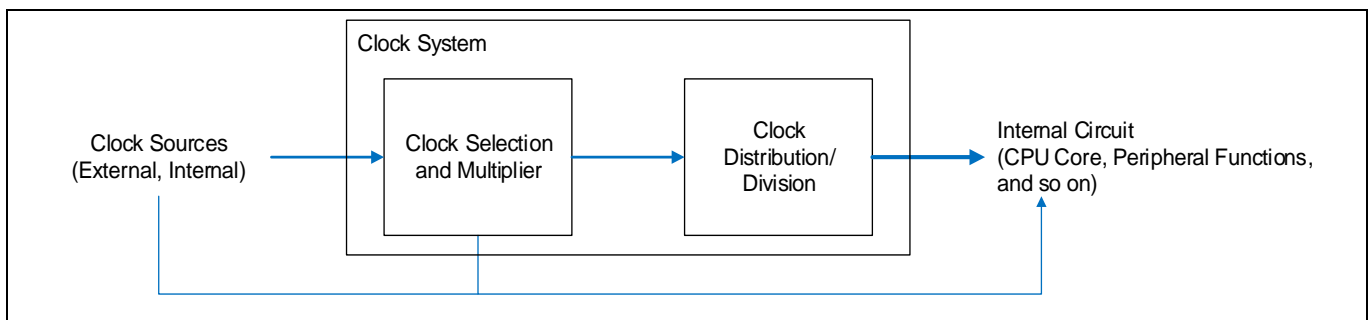 Clock System
Clock Sources
(External, Internal)
Clock Selection
and Multiplier
Clock
Distribution/
Division
Internal Circuit
(CPU Core, Peripheral Functions,
and so on)